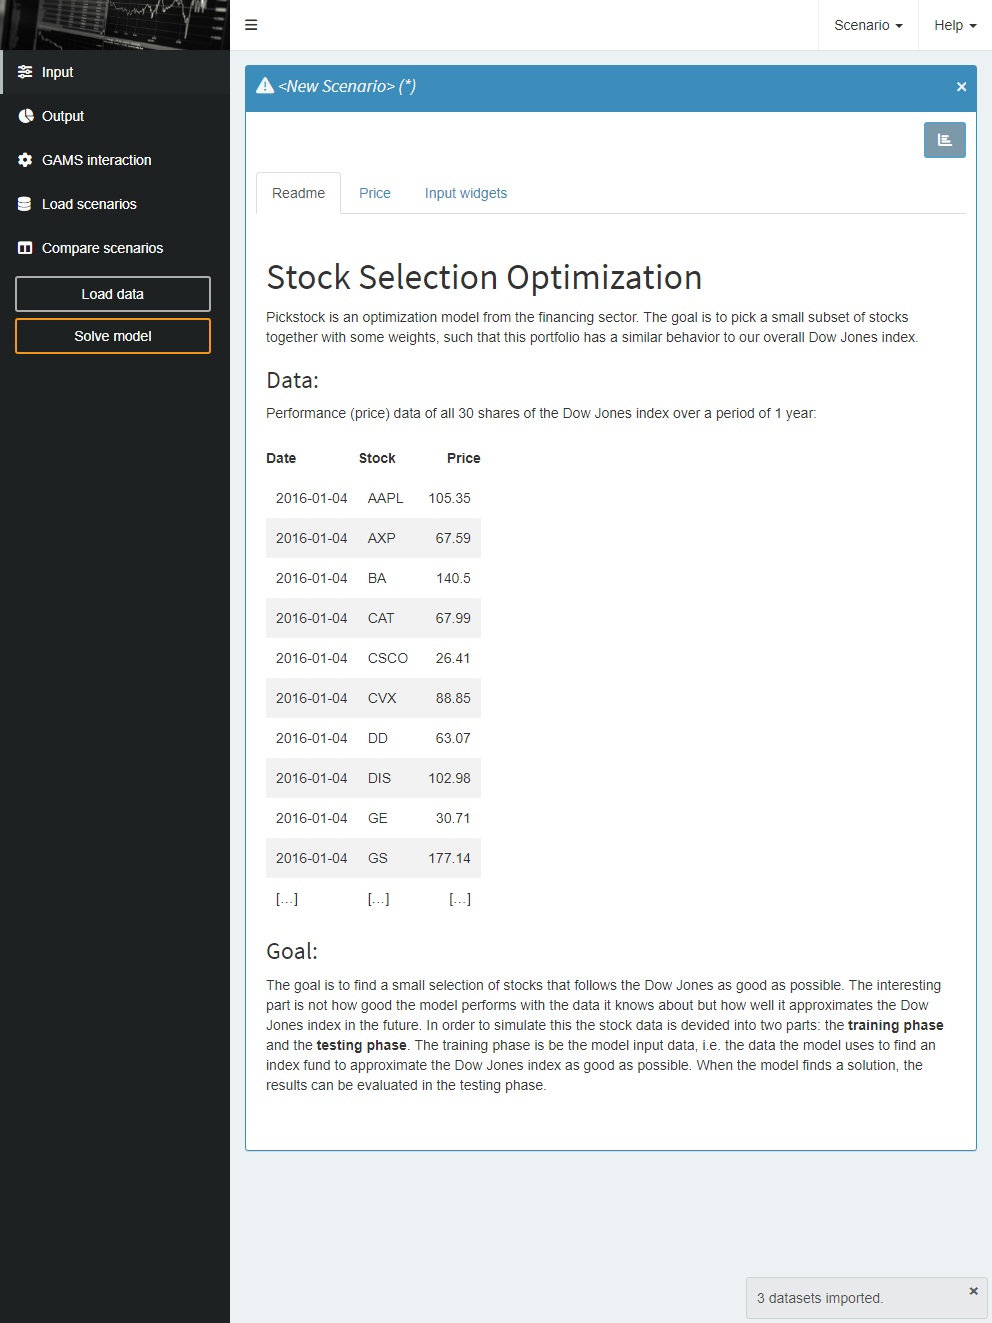 Scenario
Help
Input
Output
GAMS interaction
Load scenarios
Compare scenarios
Load data
Solve model
<New Scenario> (*)
Readme
Price
Input widgets
Stock Selection Optimization
Pickstock is an optimization model from the financing sector. The goal is to pick a small subset of stocks
together with some weights, such that this portfolio has a similar behavior to our overall Dow Jones index.
Data:
Performance (price) data of all 30 shares of the Dow Jones index over a period of 1 year:
Date Stock Price
2016-01-04 AAPL 105.35
2016-01-04 AXP 67.59
2016-01-04 BA 140.5
2016-01-04 CAT 67.99
2016-01-04 CSCO 26.41
2016-01-04 CVX 88.85
2016-01-04 DD 63.07
2016-01-04 DIS 102.98
2016-01-04 GE 30.71
2016-01-04 GS 177.14
[…] […] […]
Goal:
The goal is to find a small selection of stocks that follows the Dow Jones as good as possible. The interesting
part is not how good the model performs with the data it knows about but how well it approximates the Dow
Jones index in the future. In order to simulate this the stock data is devided into two parts: the training phase
and the testing phase. The training phase is be the model input data, i.e. the data the model uses to find an
index fund to approximate the Dow Jones index as good as possible. When the model finds a solution, the
results can be evaluated in the testing phase.
3 datasets imported.